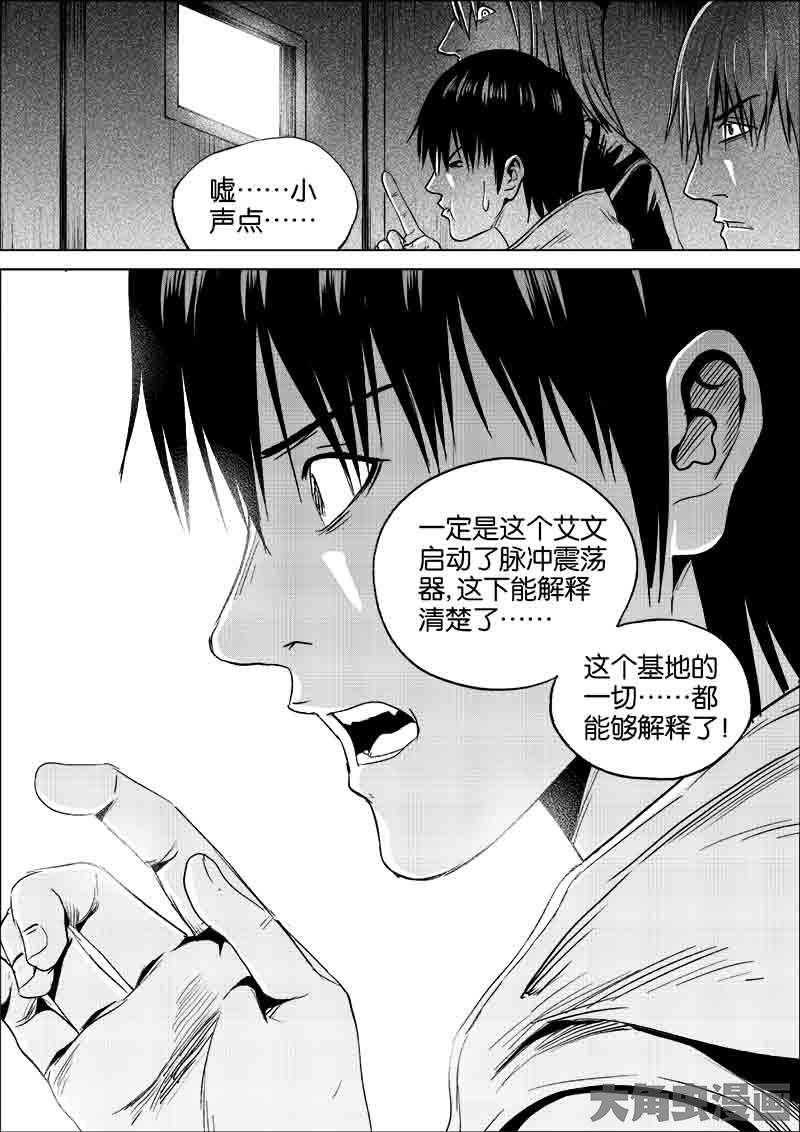 嘘……小
声点……
一定是这个艾文
启动了脉冲震荡
器,这下能解释
清楚了……
这个基地的
一切……都
能够解释了!
大角虫漫画